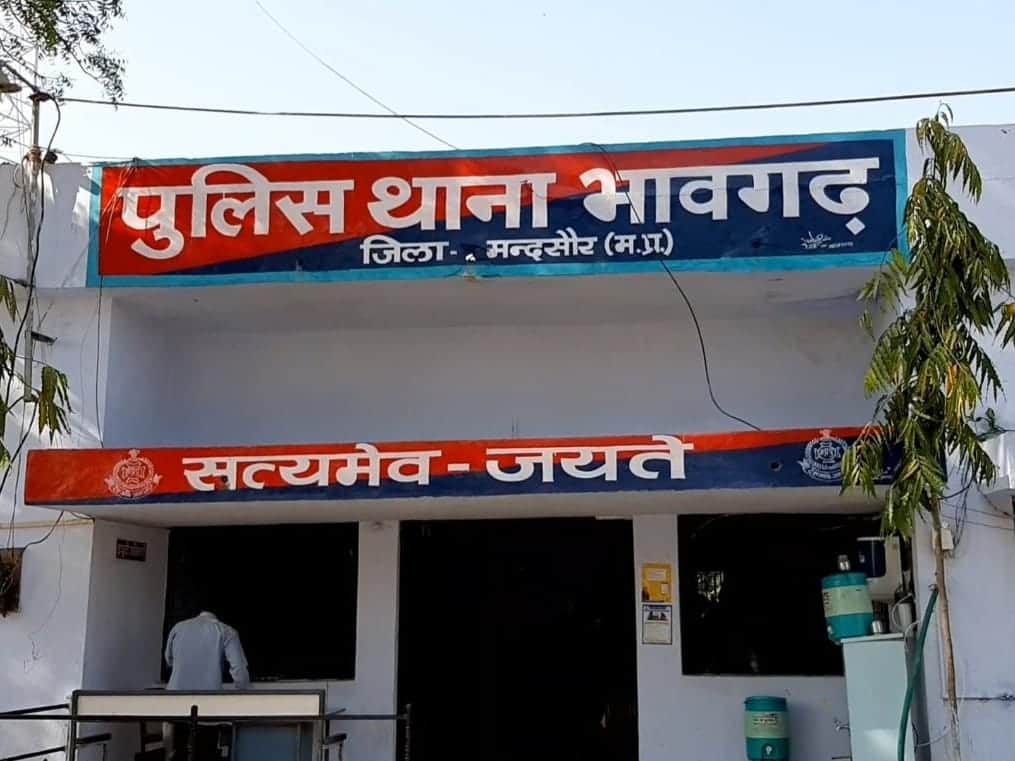 पुलिस थाना भावगढ़
जिला- मन्दसौर (म.प्र.)
सत्यमेव - जयते